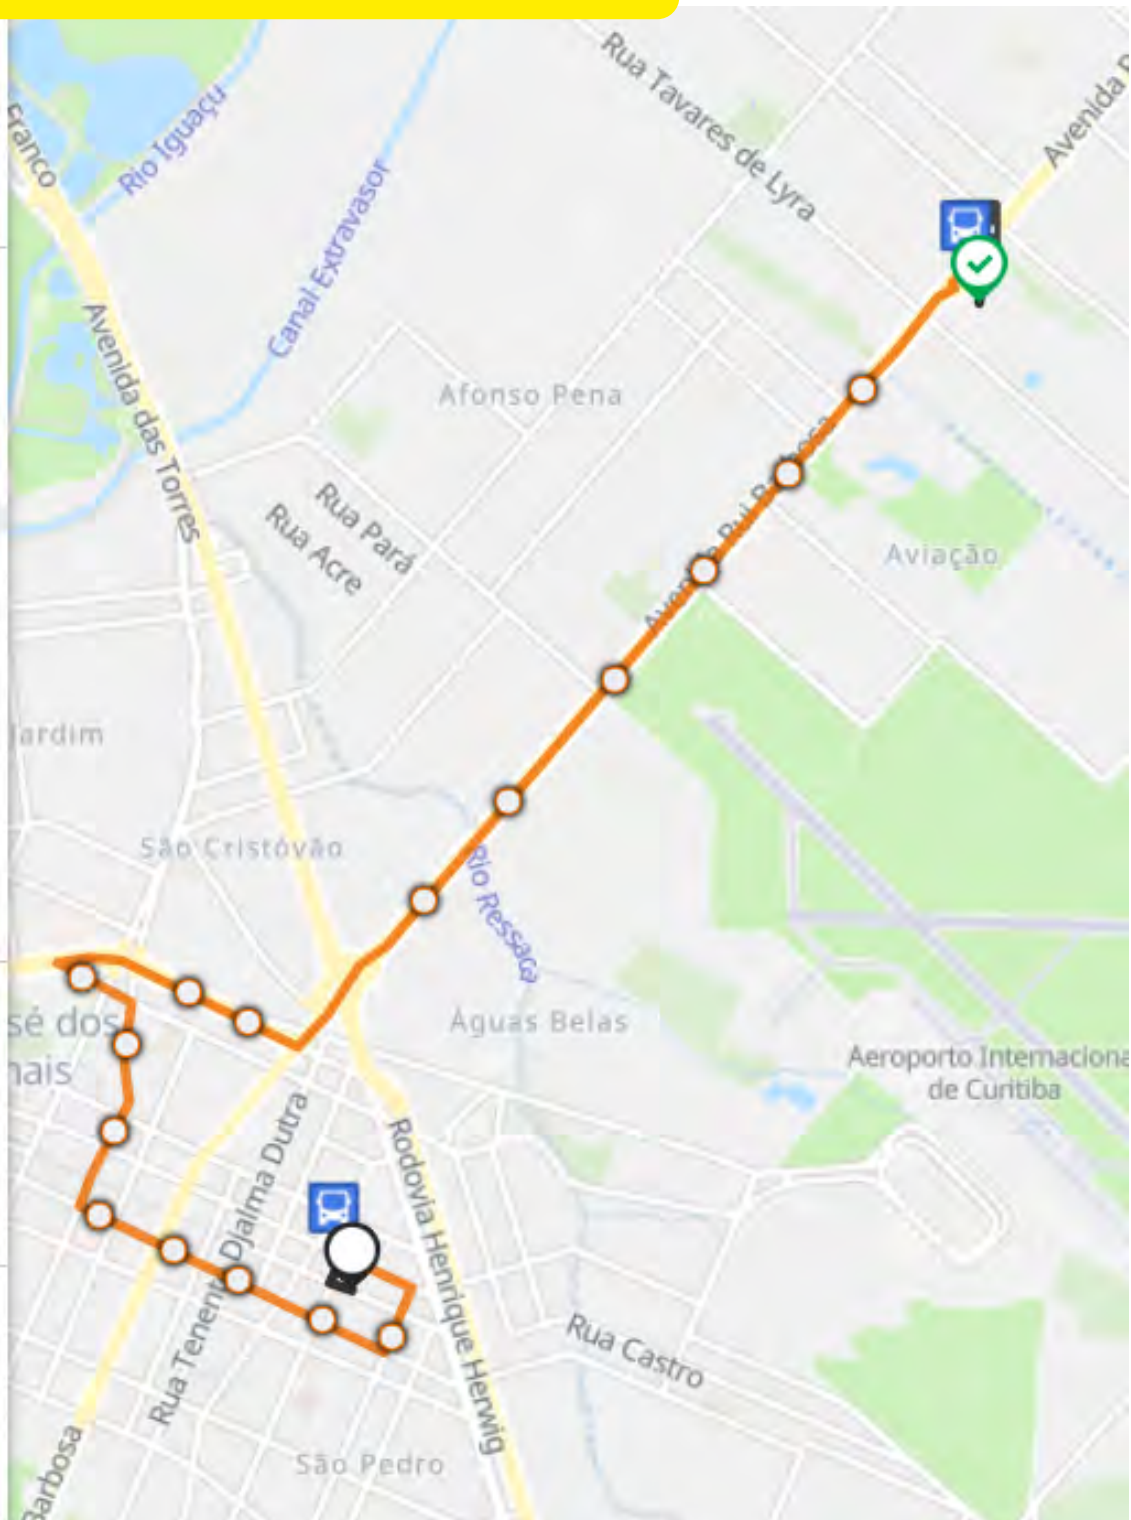 Rua Tavares de Lyra
Franco
Rio Iguaçu
Avenida
Canal Extravasor
Avenida das Torres
Afonso Pena
Rua Pará
Rua Acre
Aviação
Jardim
São Cristóvão
Rio Ressaca
sé dos
nais
Águas Belas
Aeroporto Internaciona
de Curitiba
Rua Tenente Djalma Dutra
Rodovia Henrique Herwig
Rua Castro
São Pedro
Barbosa